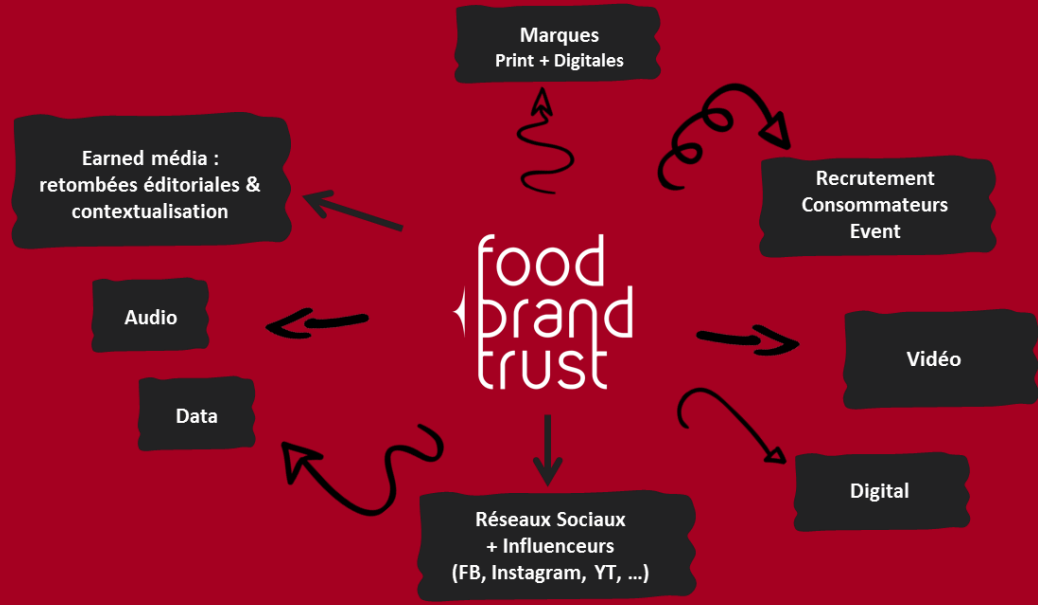 Marques
Print + Digitales
Earned média :
retombées éditoriales &
contextualisation
Recrutement
Consommateurs
Event
food
brand
trust
Audio
Vidéo
Data
Digital
Réseaux Sociaux
+ Influenceurs
(FB, Instagram, YT, ...)